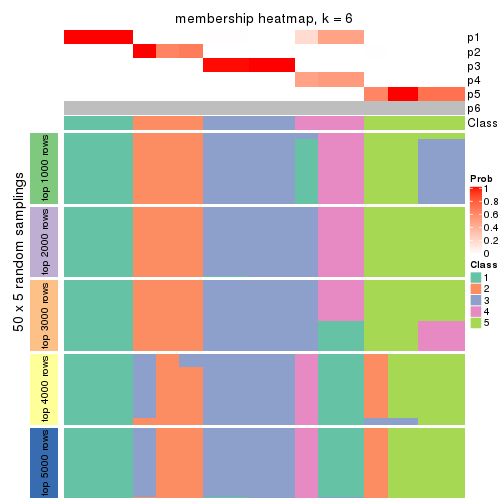 membership heatmap, k = 6
p1
p2
p3
p4
p5
p6
Class
50 x 5 random samplings
top 1000 rows
top 2000 rows
top 3000 rows
top 4000 rows
top 5000 rows
Prob
1
0.8
0.6
0.4
0.2
0
Class
1
2
3
4
5